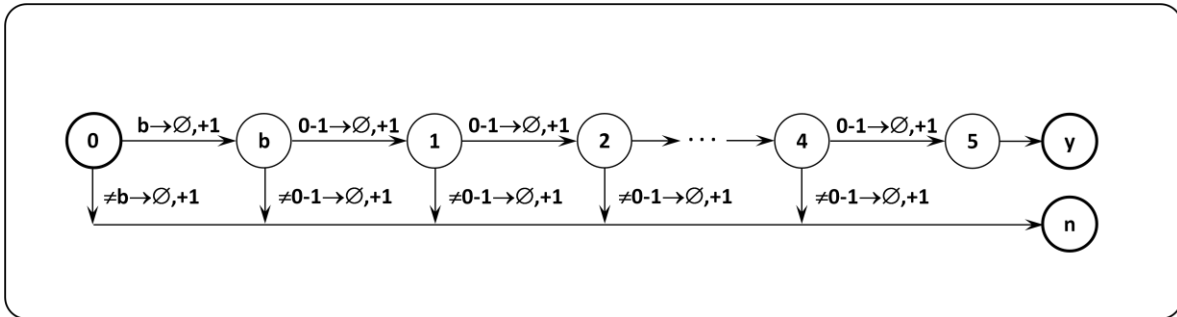 b→∅,+1 0-1→∅,+1 0-1→∅,+1 0-1→∅,+1
0 b 1 2 ··· 4 5 y
≠b→∅,+1 ≠0-1→∅,+1 ≠0-1→∅,+1 ≠0-1→∅,+1 ≠0-1→∅,+1
n